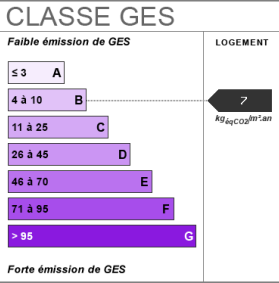 CLASSE GES
Faible émission de GES
LOGEMENT
≤ 3 A
4 à 10 B
7
kgéqCO2/m².an
11 à 25 C
26 à 45 D
46 à 70 E
71 à 95 F
> 95 G
Forte émission de GES